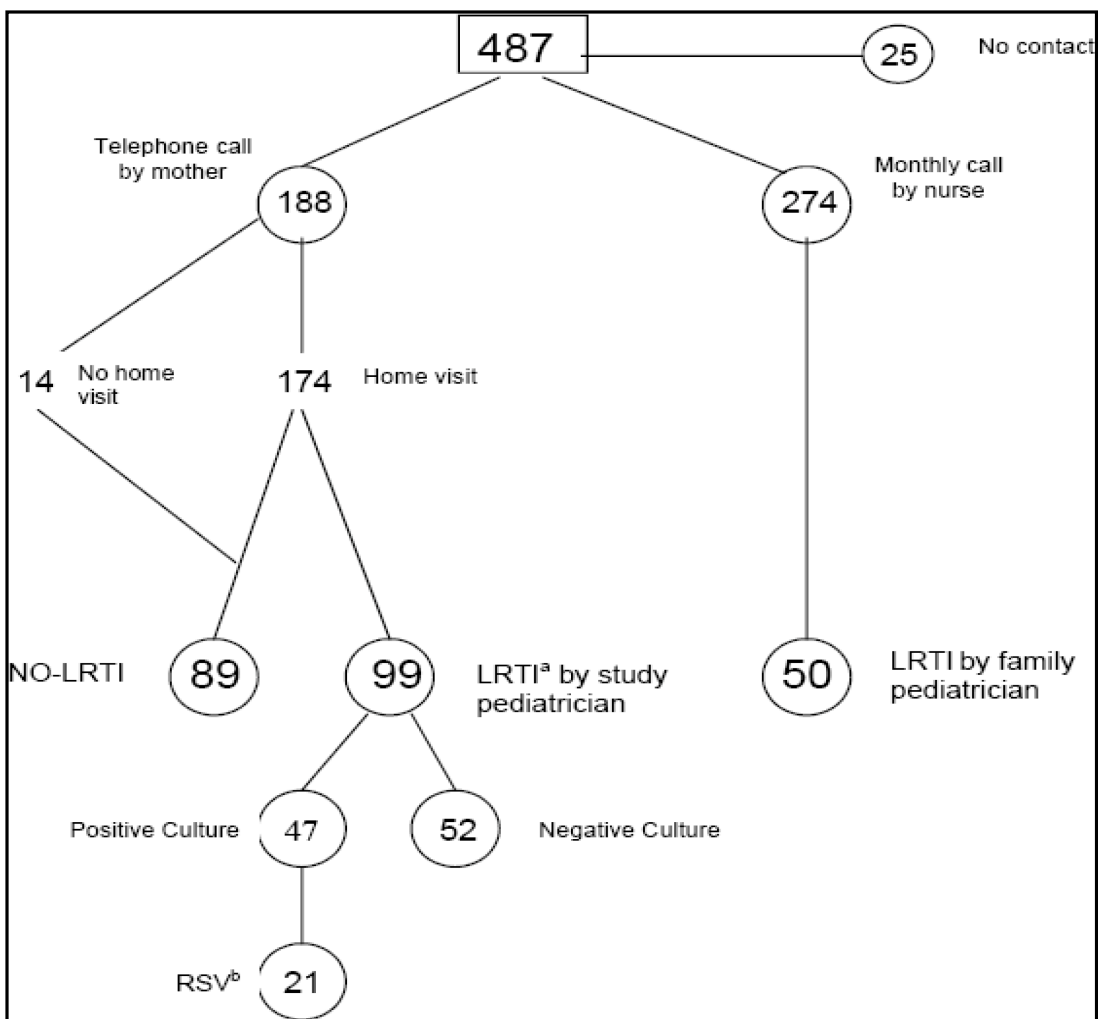 487
25
No contact
Telephone call
by mother
188
Monthly call
by nurse
274
14
No home
visit
174
Home visit
NO-LRTI
89
99
LRTIᵃ by study
pediatrician
50
LRTI by family
pediatrician
Positive Culture
47
52
Negative Culture
RSVᵇ
21